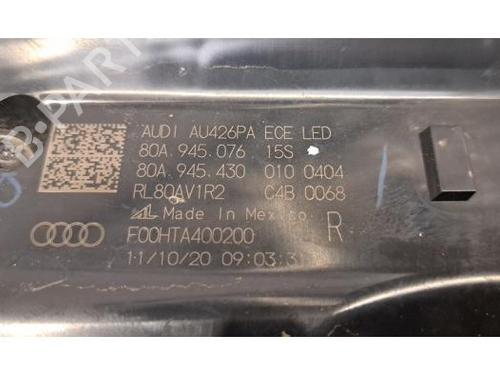 AUDI AU426PA ECE LED
80A.945.076 15S
80A.945.430 010 0404
RL80AV1R2 C4B 0068
AL Made In Mexico
F00HTA400200 R
11/10/20 09:03:31